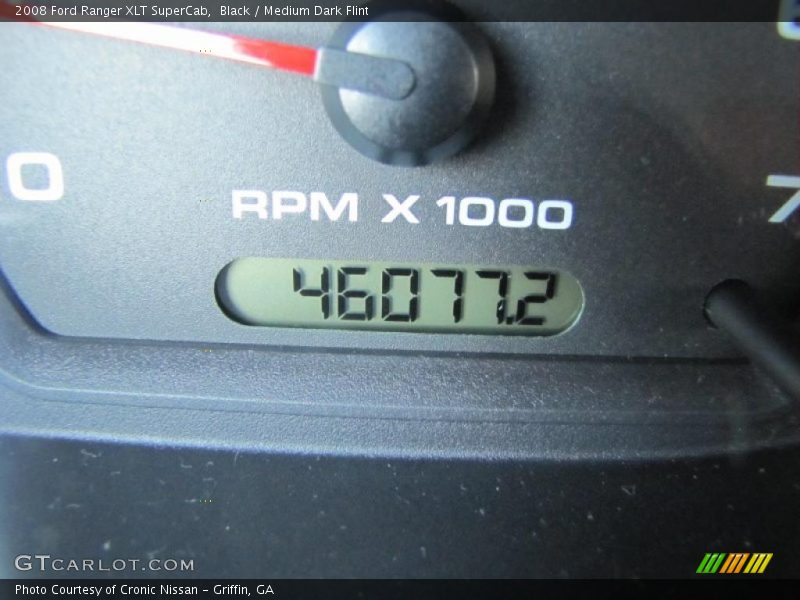 2008 Ford Ranger XLT SuperCab,  Black / Medium Dark Flint
0
RPM X 1000
7
46077.2
GTCARLOT.COM
Photo Courtesy of Cronic Nissan – Griffin, GA